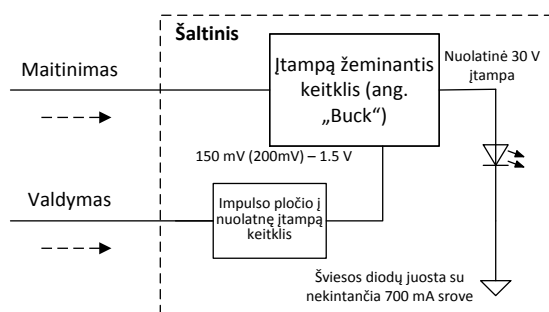 Šaltinis
Maitinimas
Įtampą žeminantis
keitklis (ang.
„Buck“)
Nuolatinė 30 V
įtampa
150 mV (200mV) – 1.5 V
Valdymas
Impulso pločio į
nuolatnę įtampą
keitklis
Šviesos diodų juosta su
nekintančia 700 mA srove